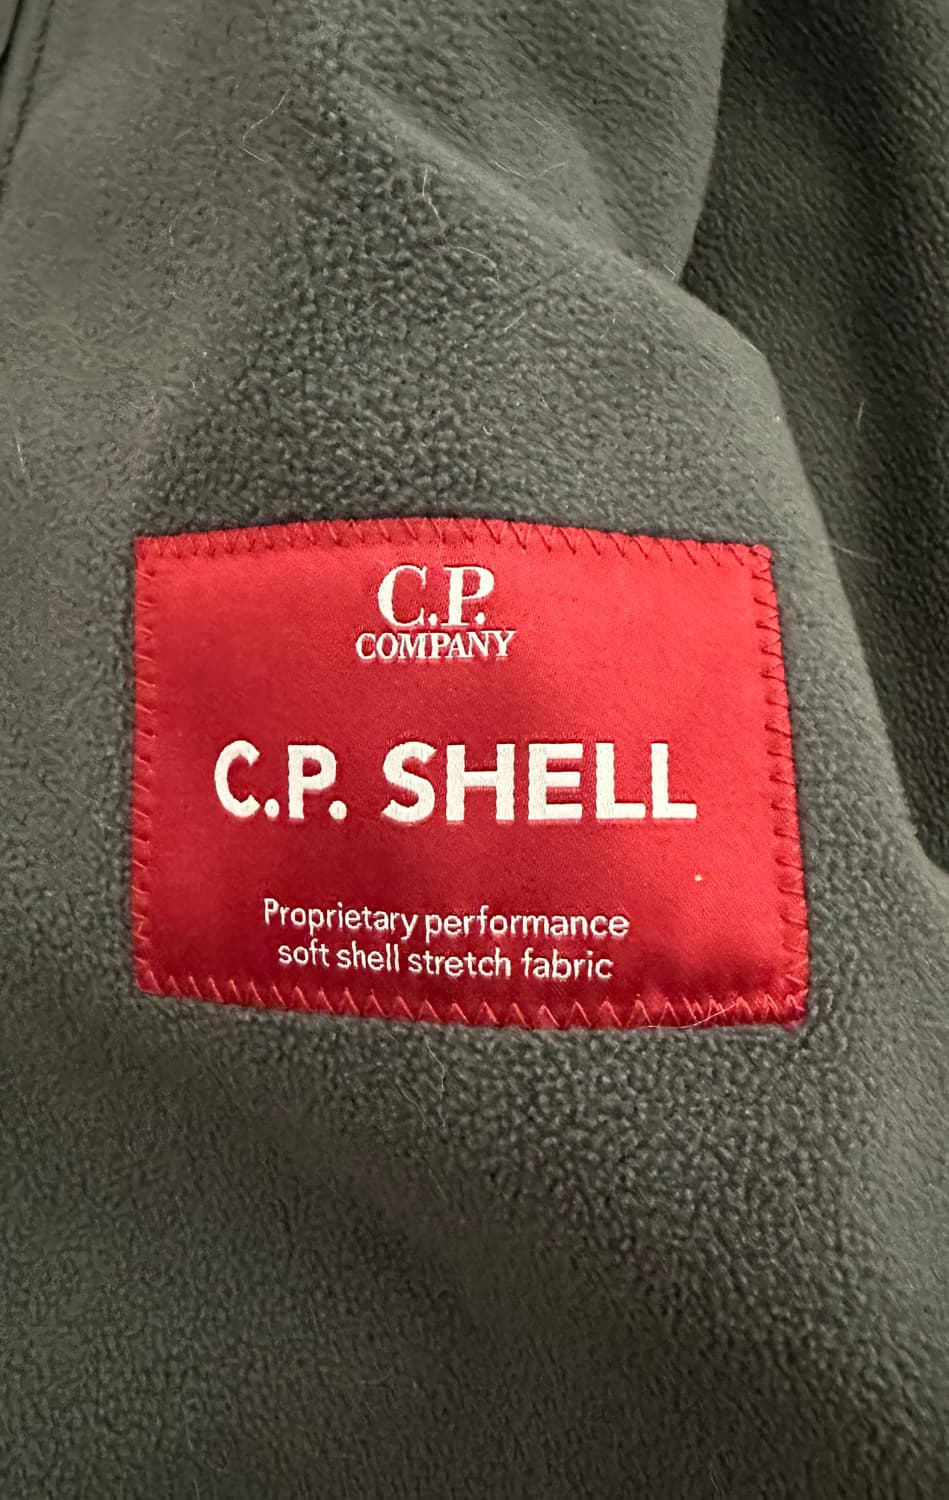 C.P.
COMPANY
C.P. SHELL
Proprietary performance
soft shell stretch fabric